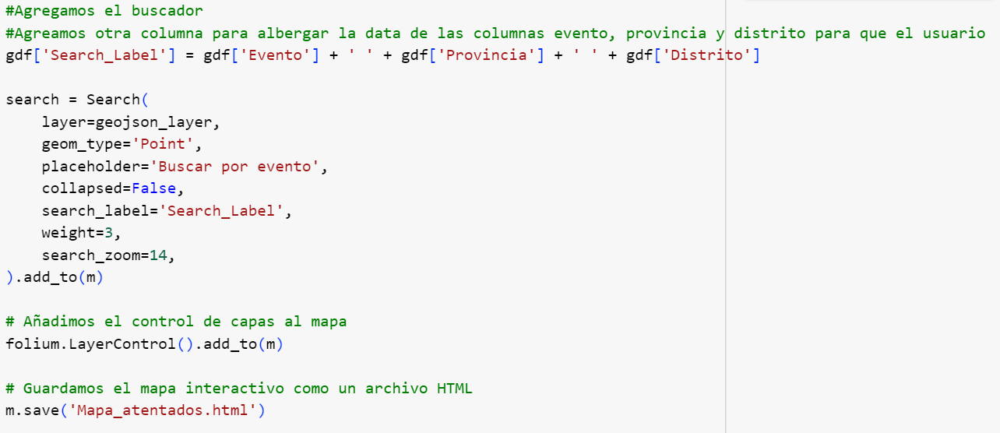 #Agregamos el buscador
#Agreamos otra columna para albergar la data de las columnas evento, provincia y distrito para que el usuario
gdf['Search_Label'] = gdf['Evento'] + ' ' + gdf['Provincia'] + ' ' + gdf['Distrito']
search = Search(
    layer=geojson_layer,
    geom_type='Point',
    placeholder='Buscar por evento',
    collapsed=False,
    search_label='Search_Label',
    weight=3,
    search_zoom=14,
).add_to(m)
# Añadimos el control de capas al mapa
folium.LayerControl().add_to(m)
# Guardamos el mapa interactivo como un archivo HTML
m.save('Mapa_atentados.html')